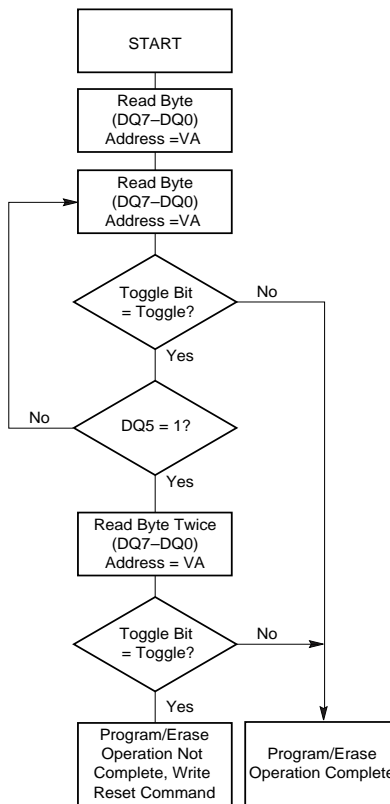 START
Read Byte
(DQ7–DQ0)
Address =VA
Read Byte
(DQ7–DQ0)
Address =VA
Toggle Bit
= Toggle?
No
Yes
No
DQ5 = 1?
Yes
Read Byte Twice
(DQ7–DQ0)
Address = VA
Toggle Bit
= Toggle?
No
Yes
Program/Erase
Operation Not
Complete, Write
Reset Command
Program/Erase
Operation Complete